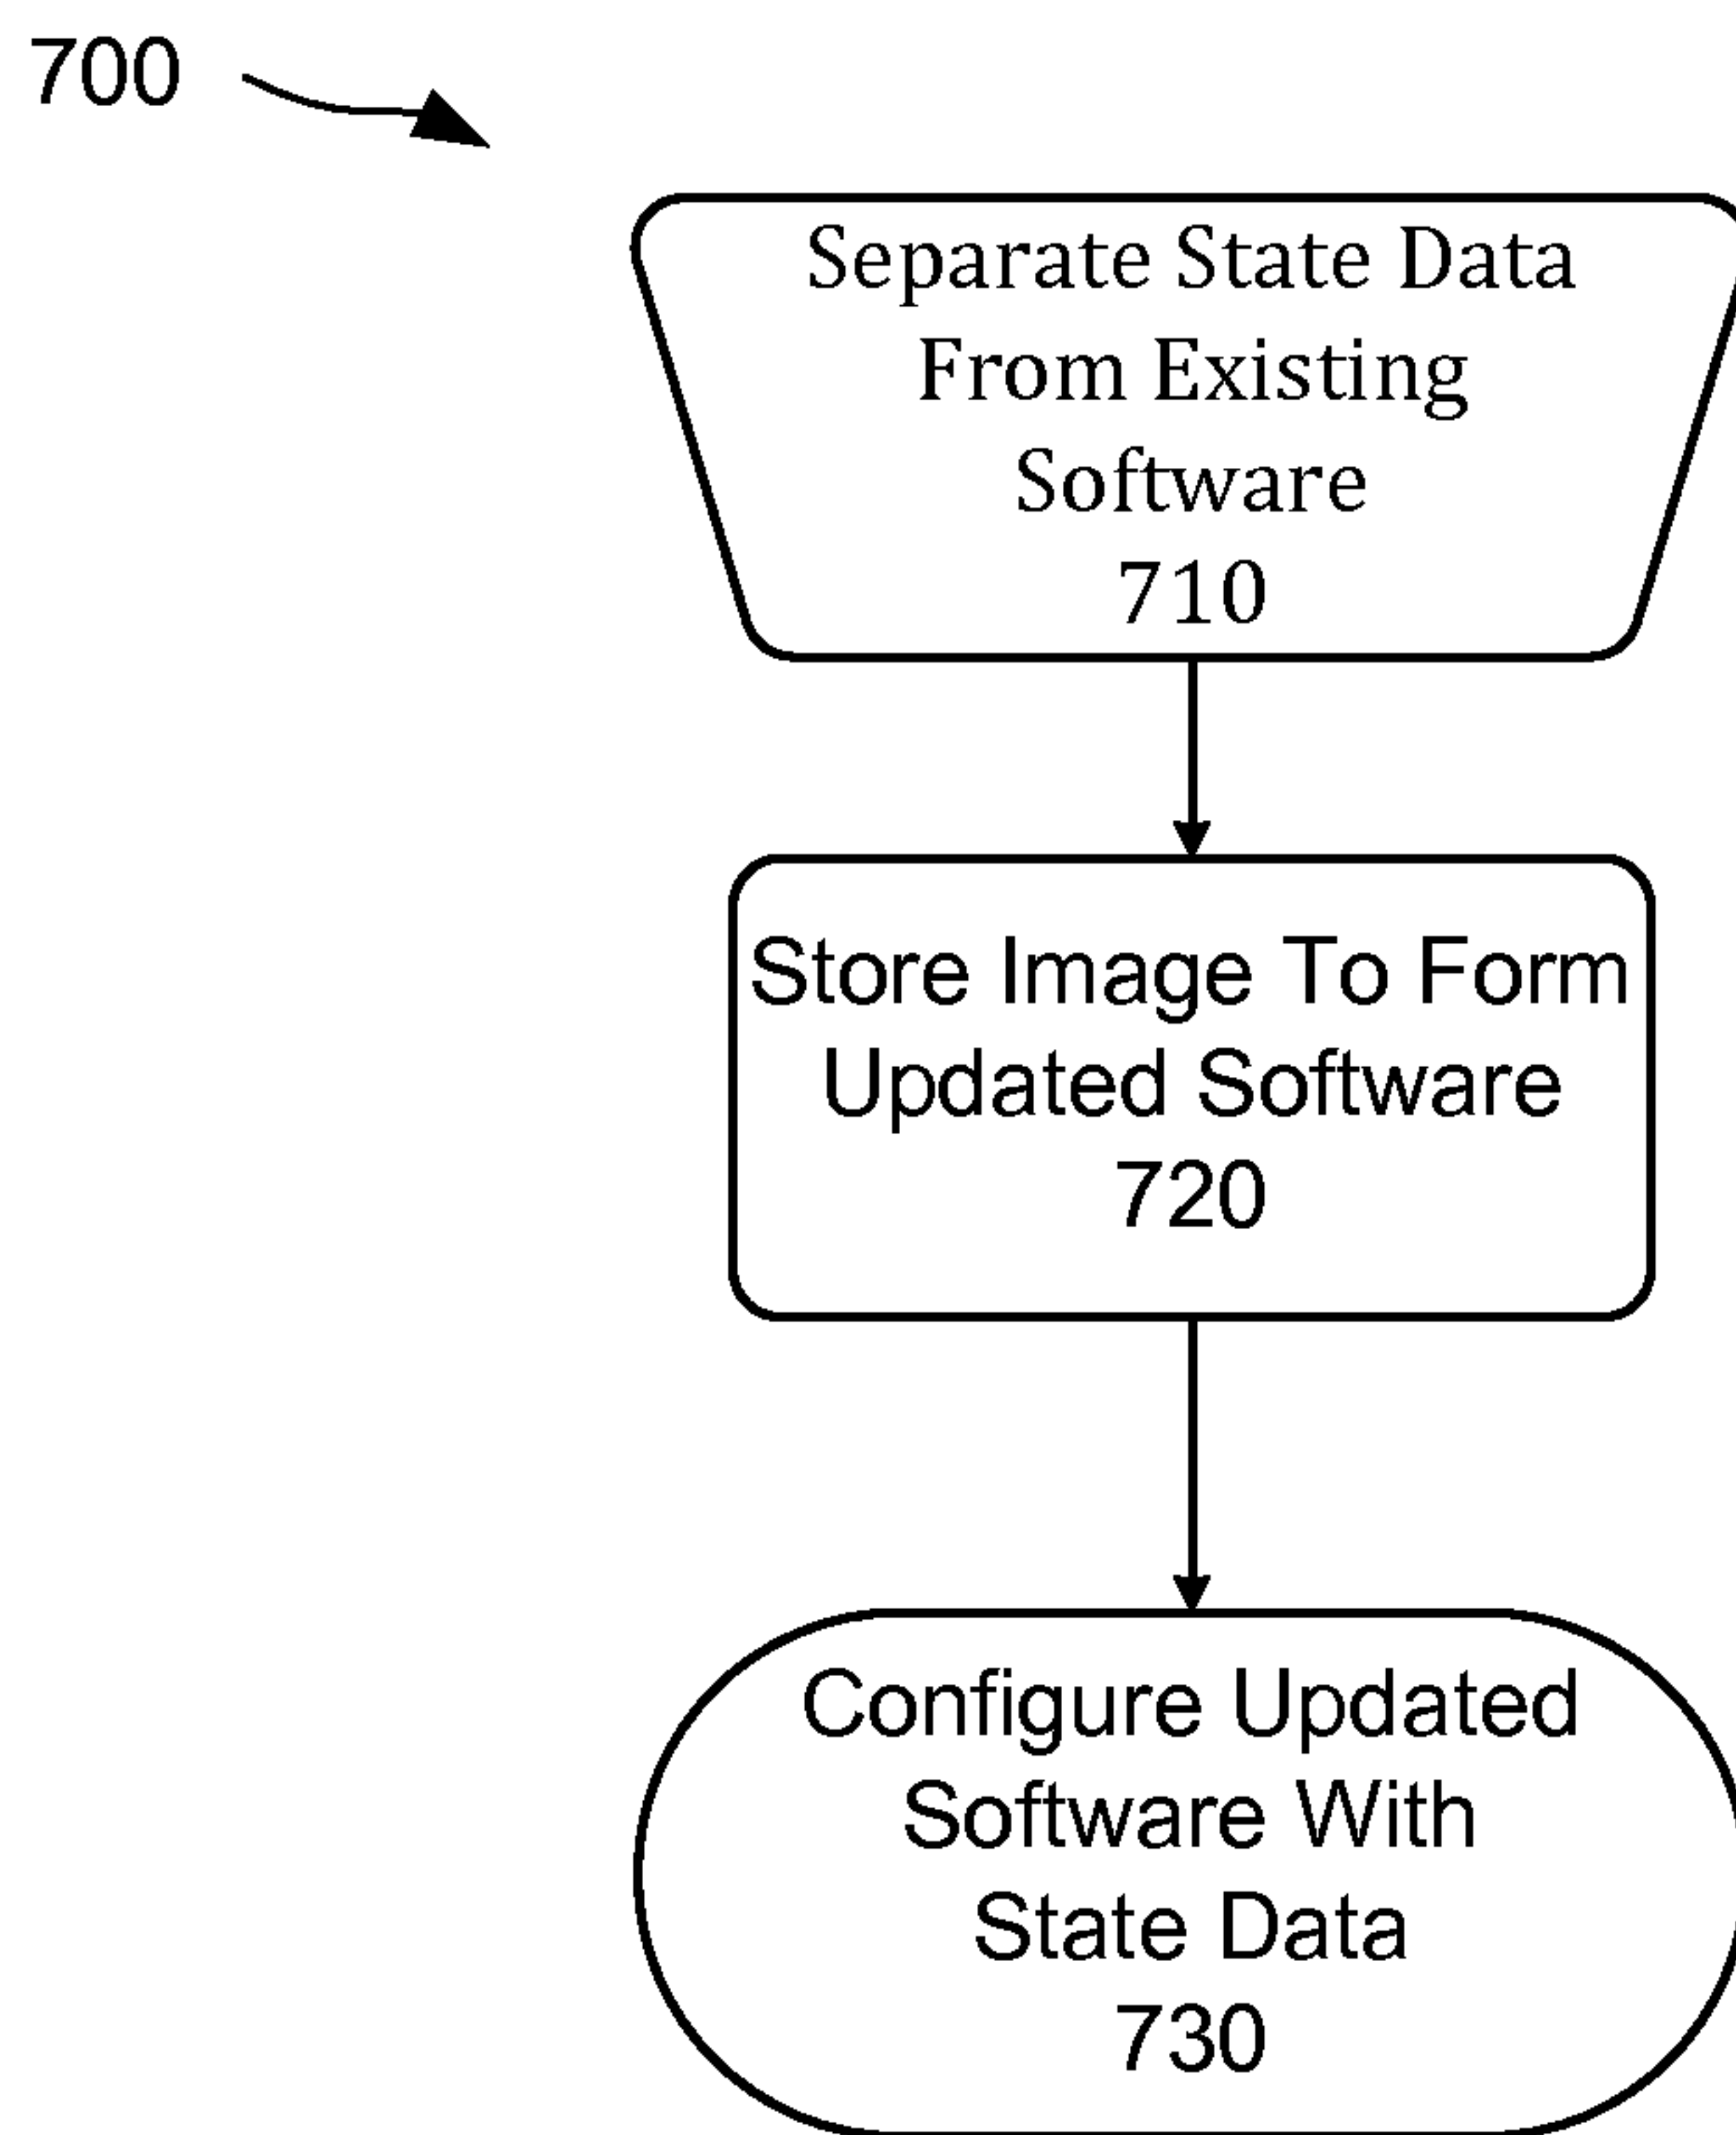 700
Separate State Data
From Existing
Software
710
Store Image To Form
Updated Software
720
Configure Updated
Software With
State Data
730